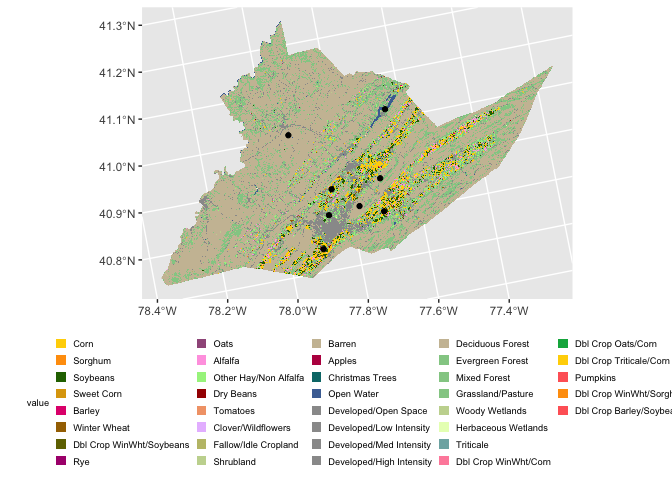 41.3°N
41.2°N
41.1°N
41.0°N
40.9°N
40.8°N
78.4°W 78.2°W 78.0°W 77.8°W 77.6°W 77.4°W
value
Corn
Sorghum
Soybeans
Sweet Corn
Barley
Winter Wheat
Dbl Crop WinWht/Soybeans
Rye
Oats
Alfalfa
Other Hay/Non Alfalfa
Dry Beans
Tomatoes
Clover/Wildflowers
Fallow/Idle Cropland
Shrubland
Barren
Apples
Christmas Trees
Open Water
Developed/Open Space
Developed/Low Intensity
Developed/Med Intensity
Developed/High Intensity
Deciduous Forest
Evergreen Forest
Mixed Forest
Grassland/Pasture
Woody Wetlands
Herbaceous Wetlands
Triticale
Dbl Crop WinWht/Corn
Dbl Crop Oats/Corn
Dbl Crop Triticale/Corn
Pumpkins
Dbl Crop WinWht/Sorgh
Dbl Crop Barley/Soybea